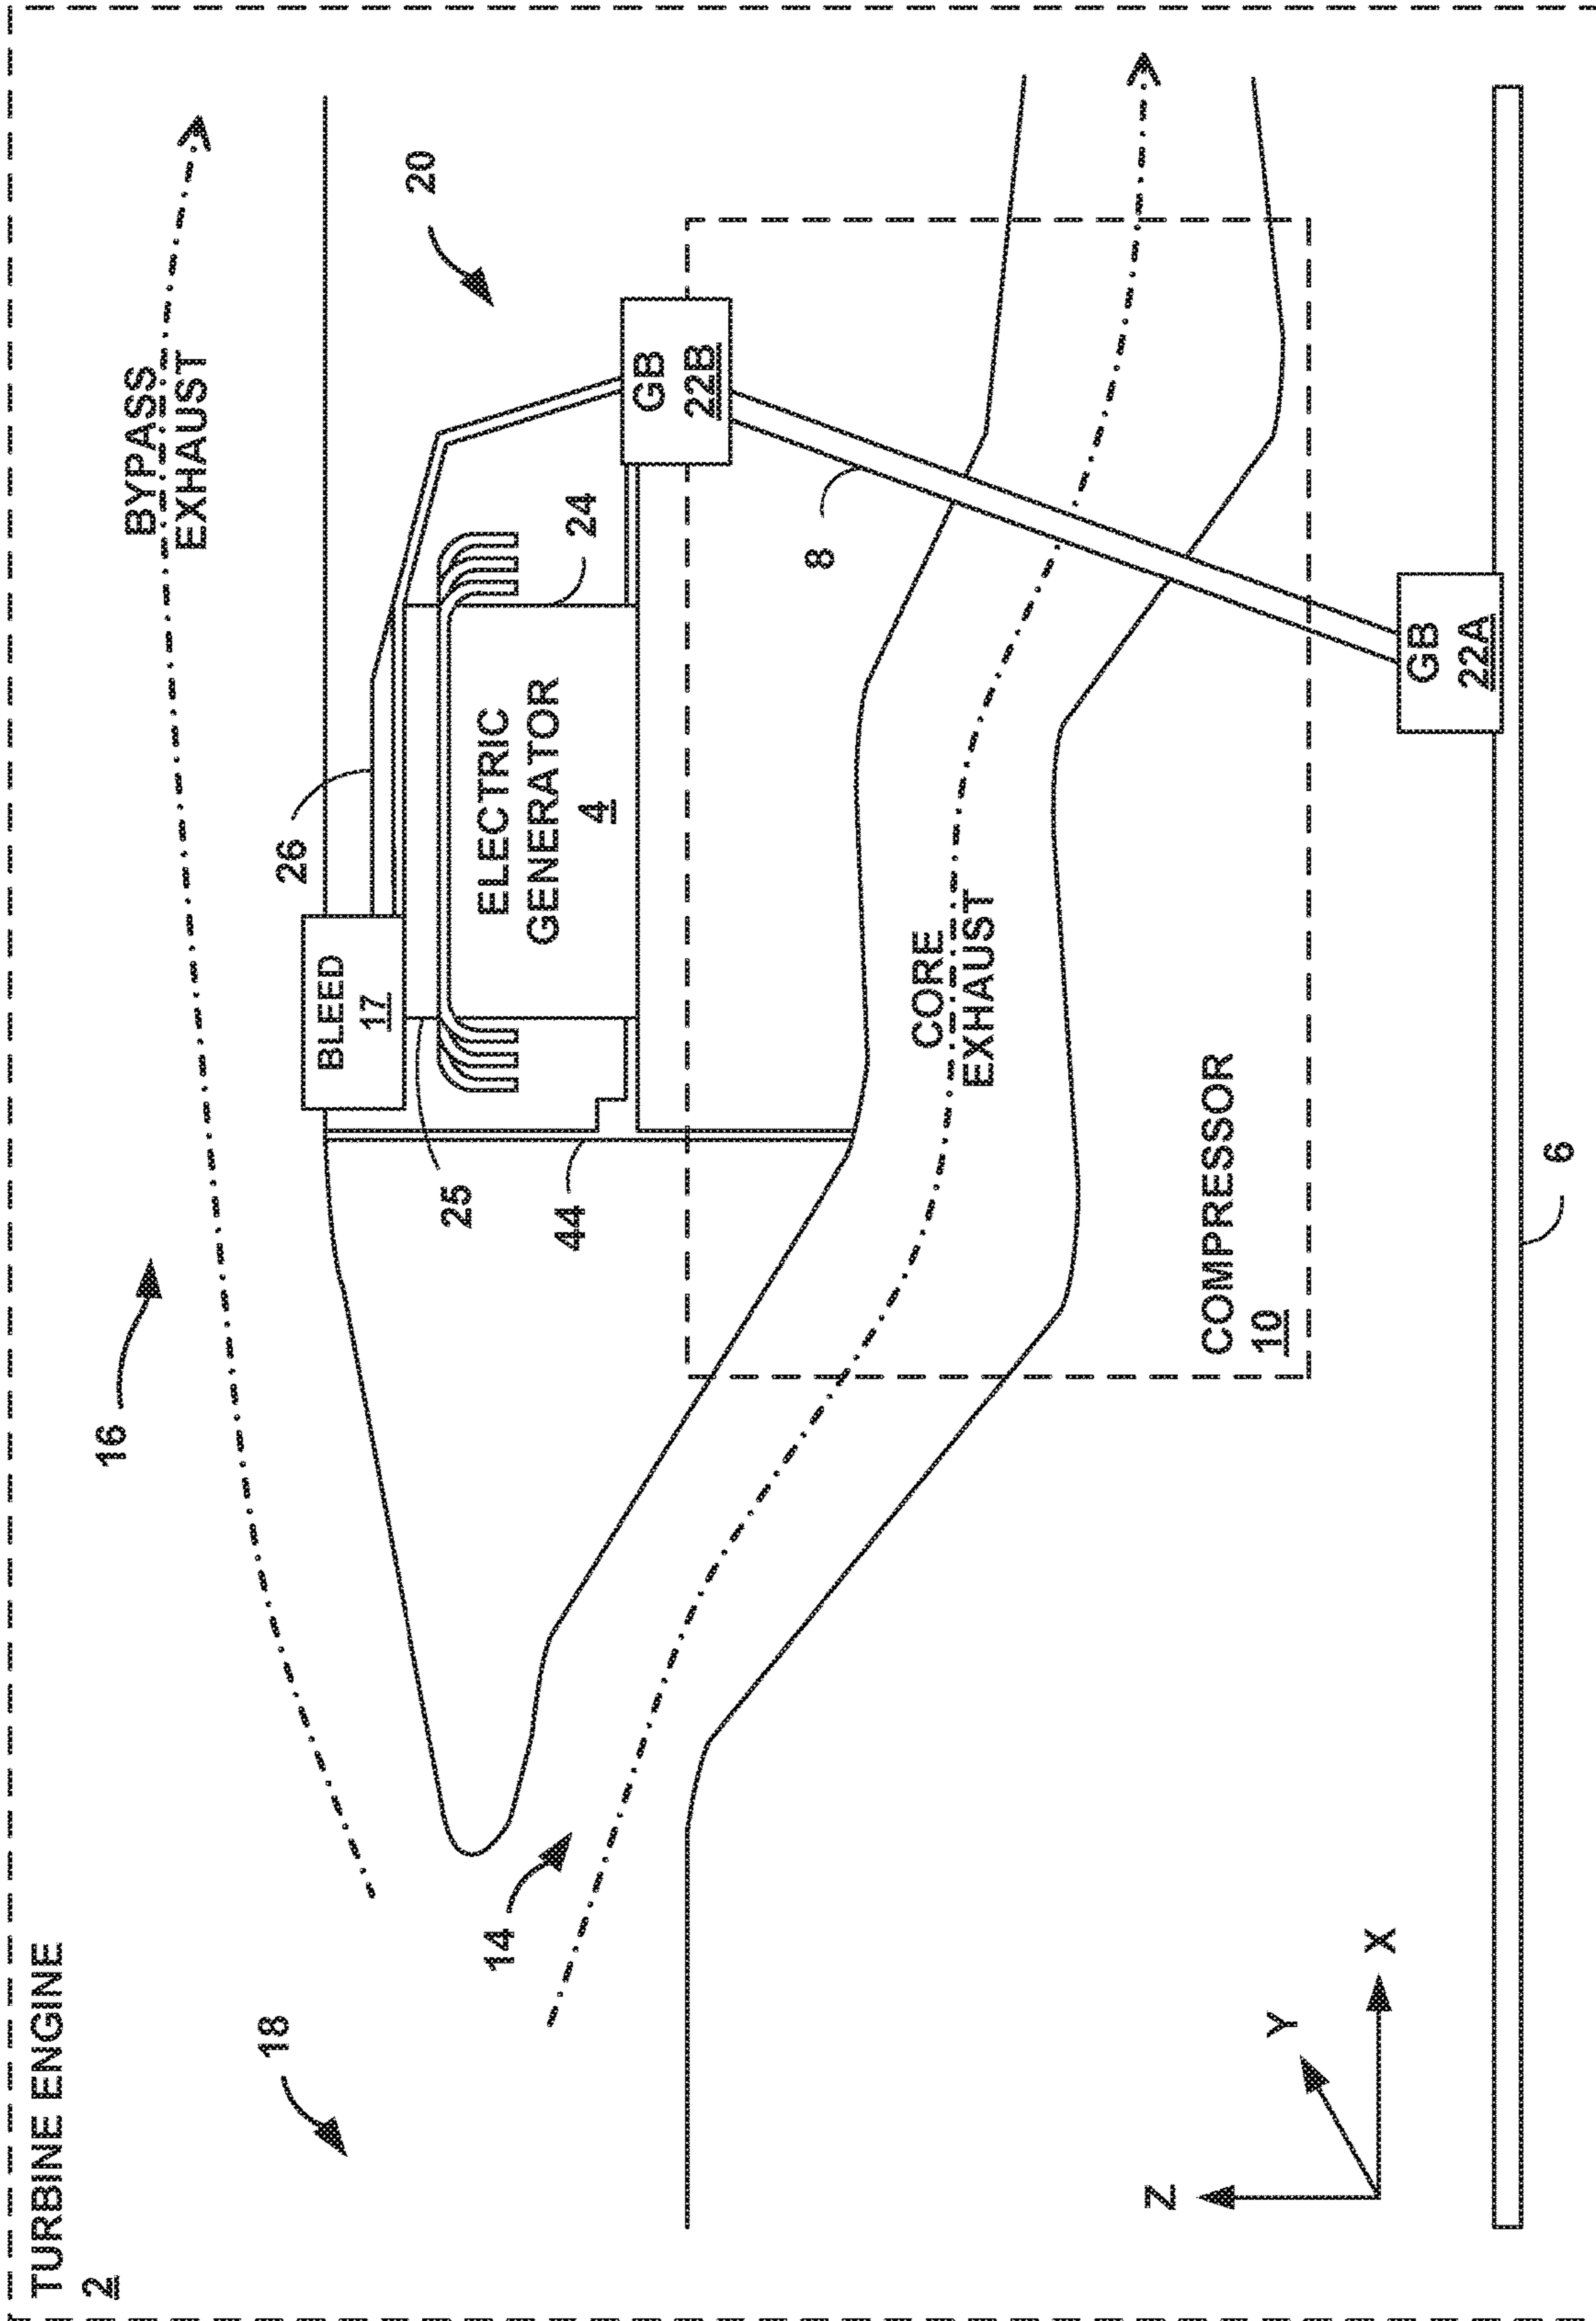 TURBINE ENGINE
2
BYPASS
EXHAUST
16
18
20
26
BLEED
17
25
24
ELECTRIC
GENERATOR
4
GB
22B
44
14
8
CORE
EXHAUST
COMPRESSOR
10
GB
22A
Z
Y
X
6